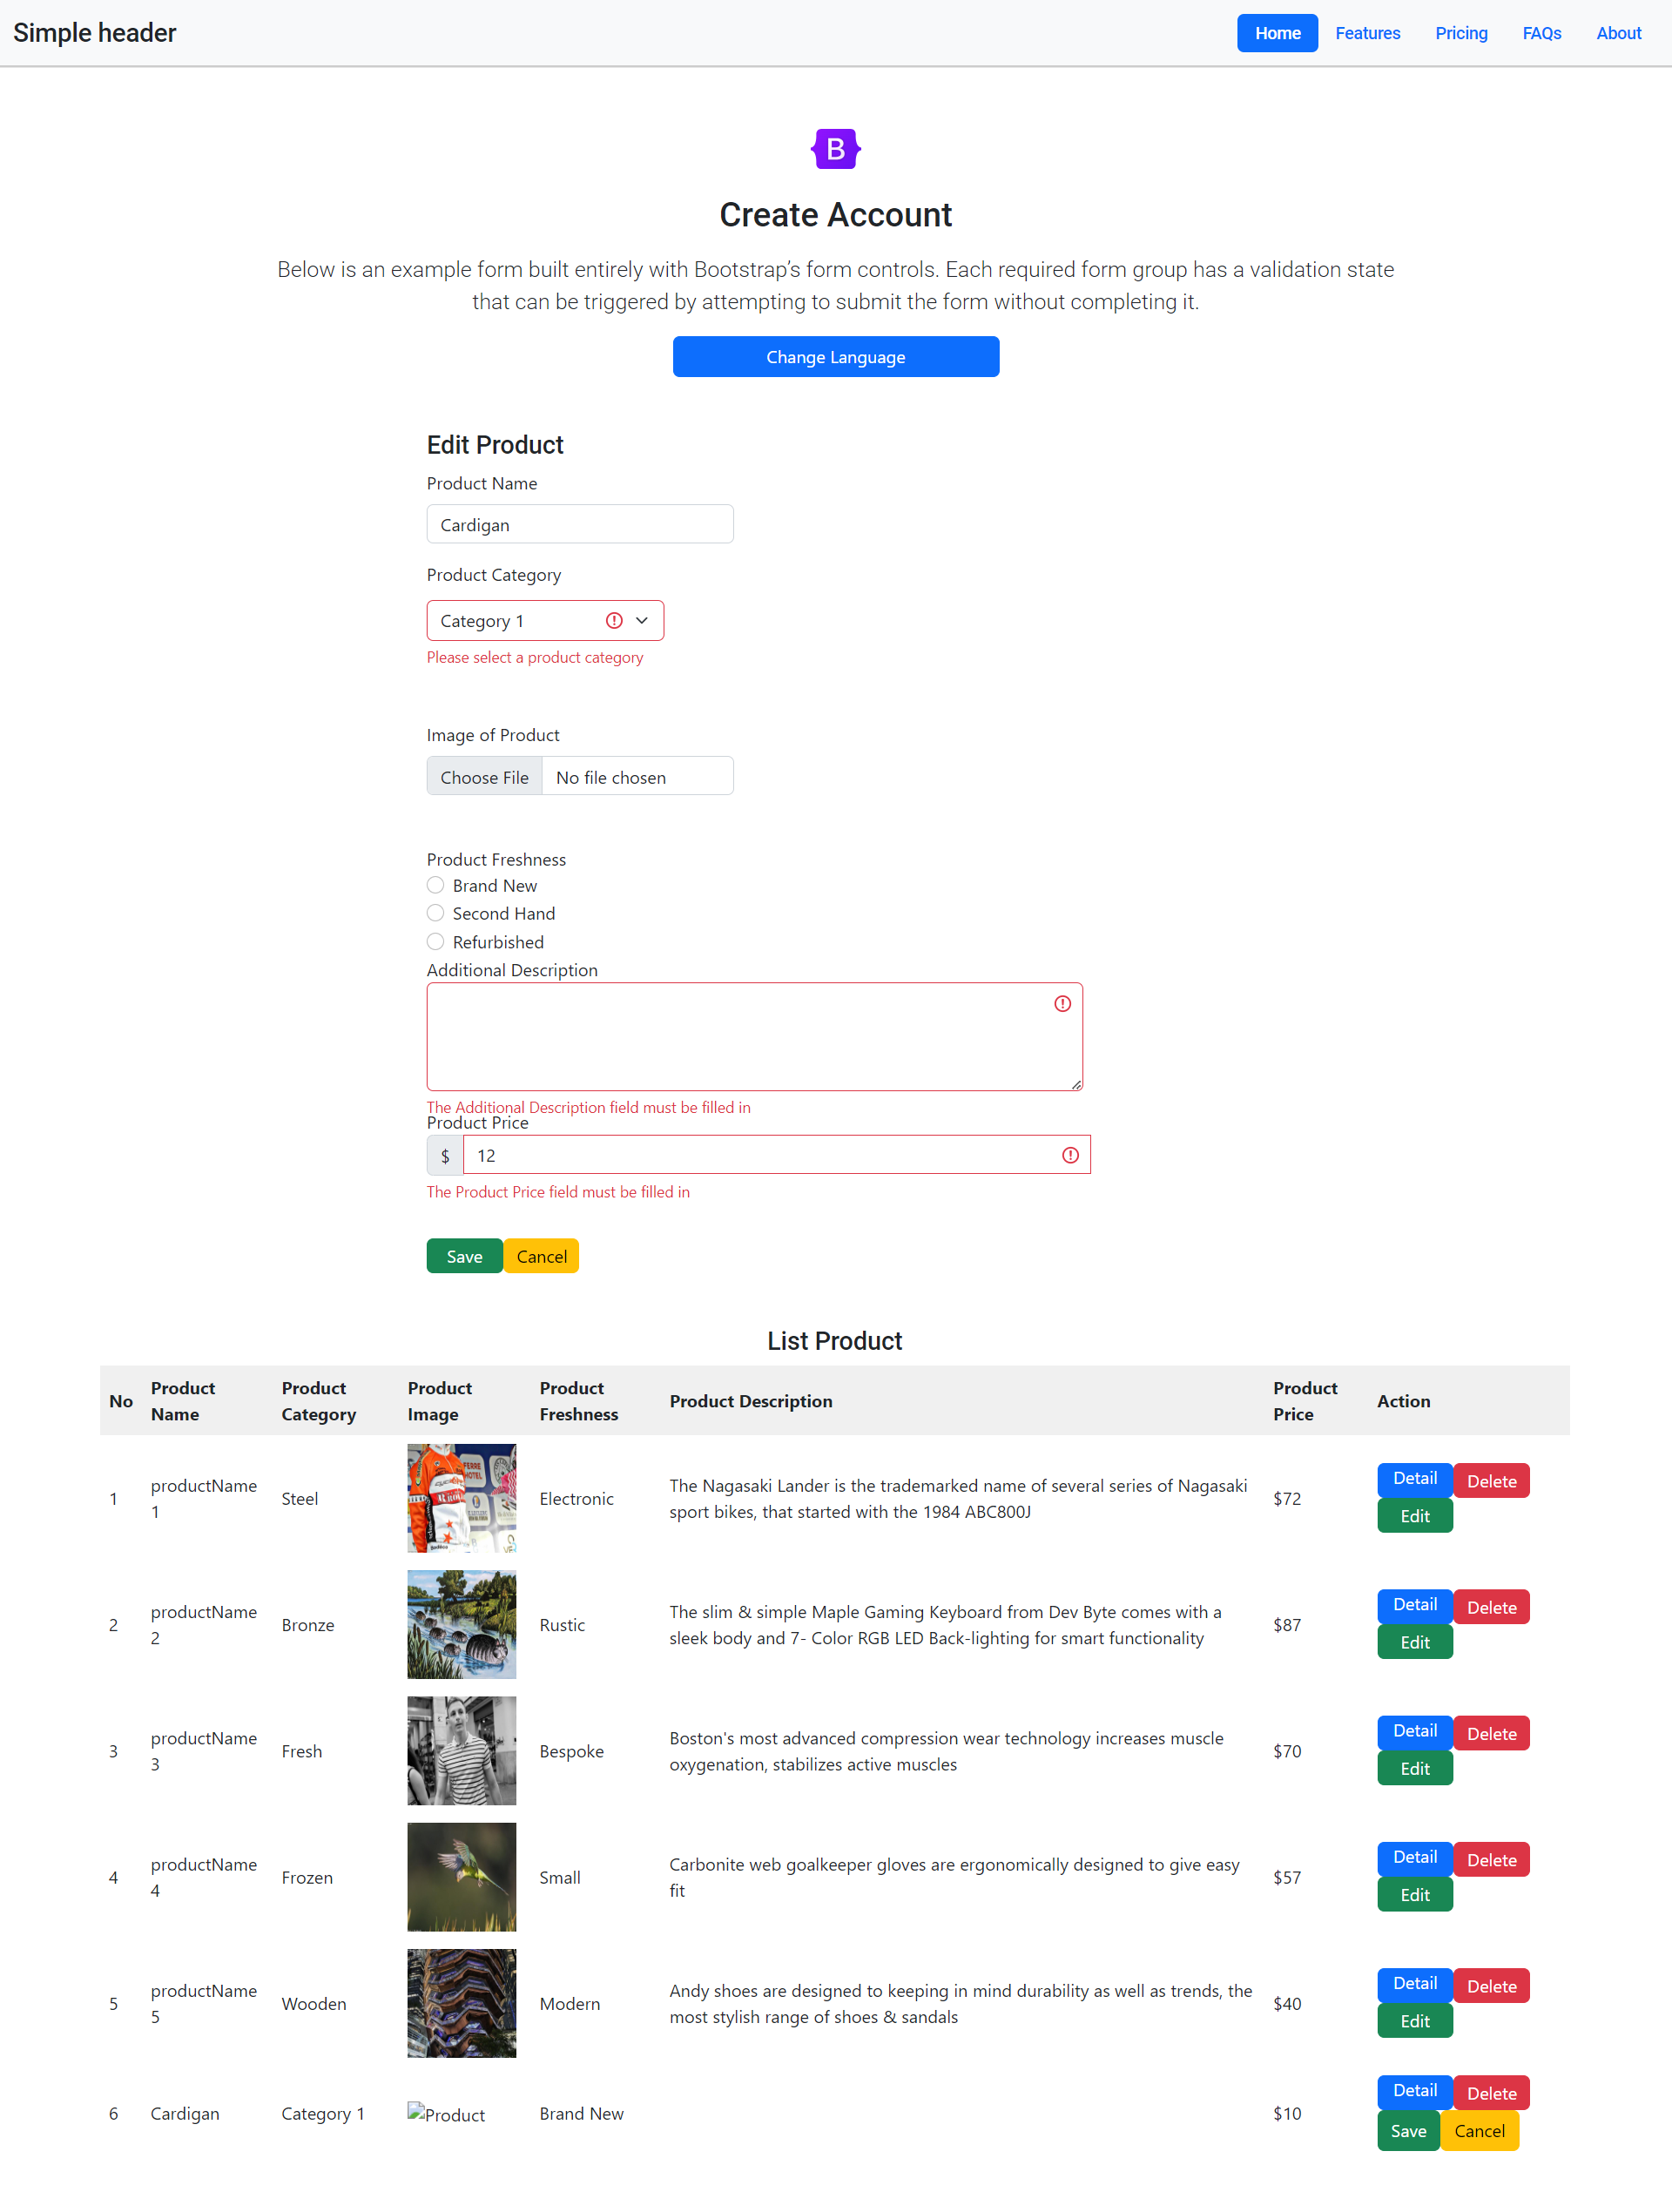 Simple header
Home Features Pricing FAQs About
B
Create Account
Below is an example form built entirely with Bootstrap’s form controls. Each required form group has a validation state
that can be triggered by attempting to submit the form without completing it.
Change Language
Edit Product
Product Name
Cardigan
Product Category
Category 1
Please select a product category
Image of Product
Choose File No file chosen
Product Freshness
Brand New
Second Hand
Refurbished
Additional Description
The Additional Description field must be filled in
Product Price
$ 12
The Product Price field must be filled in
Save Cancel
List Product
No Product Name Product Category Product Image Product Freshness Product Description Product Price Action
1 productName 1 Steel Electronic The Nagasaki Lander is the trademarked name of several series of Nagasaki
sport bikes, that started with the 1984 ABC800J $72 Detail Delete
Edit
2 productName 2 Bronze Rustic The slim & simple Maple Gaming Keyboard from Dev Byte comes with a
sleek body and 7- Color RGB LED Back-lighting for smart functionality $87 Detail Delete
Edit
3 productName 3 Fresh Bespoke Boston's most advanced compression wear technology increases muscle
oxygenation, stabilizes active muscles $70 Detail Delete
Edit
4 productName 4 Frozen Small Carbonite web goalkeeper gloves are ergonomically designed to give easy
fit $57 Detail Delete
Edit
5 productName 5 Wooden Modern Andy shoes are designed to keeping in mind durability as well as trends, the
most stylish range of shoes & sandals $40 Detail Delete
Edit
6 Cardigan Category 1 Product Brand New $10 Detail Delete
Save Cancel